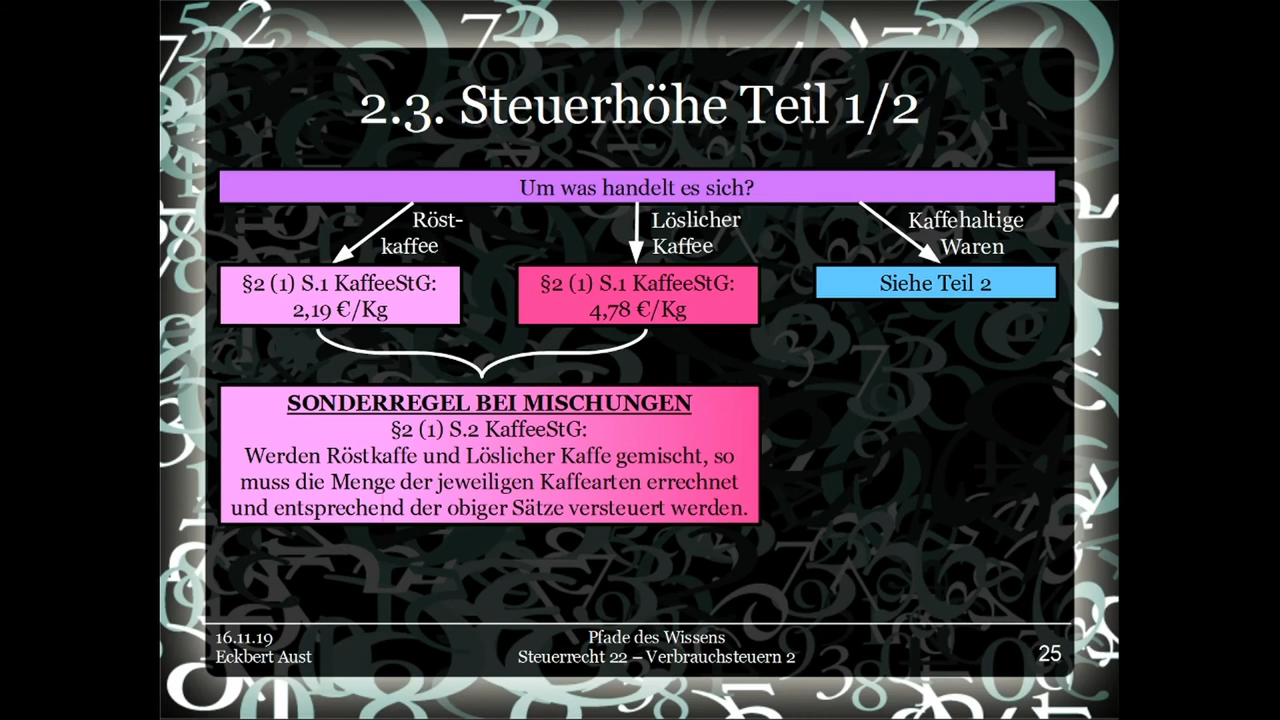 2.3. Steuerhöhe Teil 1/2
Um was handelt es sich?
Röst-
kaffee
Löslicher
Kaffee
Kaffehaltige
Waren
§2 (1) S.1 KaffeeStG:
2,19 €/Kg
§2 (1) S.1 KaffeeStG:
4,78 €/Kg
Siehe Teil 2
SONDERREGEL BEI MISCHUNGEN
§2 (1) S.2 KaffeeStG:
Werden Röstkaffe und Löslicher Kaffe gemischt, so
muss die Menge der jeweiligen Kaffearten errechnet
und entsprechend der obiger Sätze versteuert werden.
16.11.19
Eckbert Aust
Pfade des Wissens
Steuerrecht 22 – Verbrauchsteuern 2
25